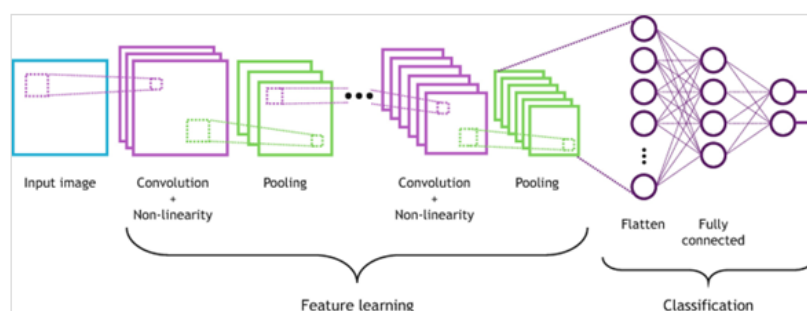 Input image
Convolution
+
Non-linearity
Pooling
Convolution
+
Non-linearity
Pooling
Flatten
Fully
connected
Feature learning
Classification